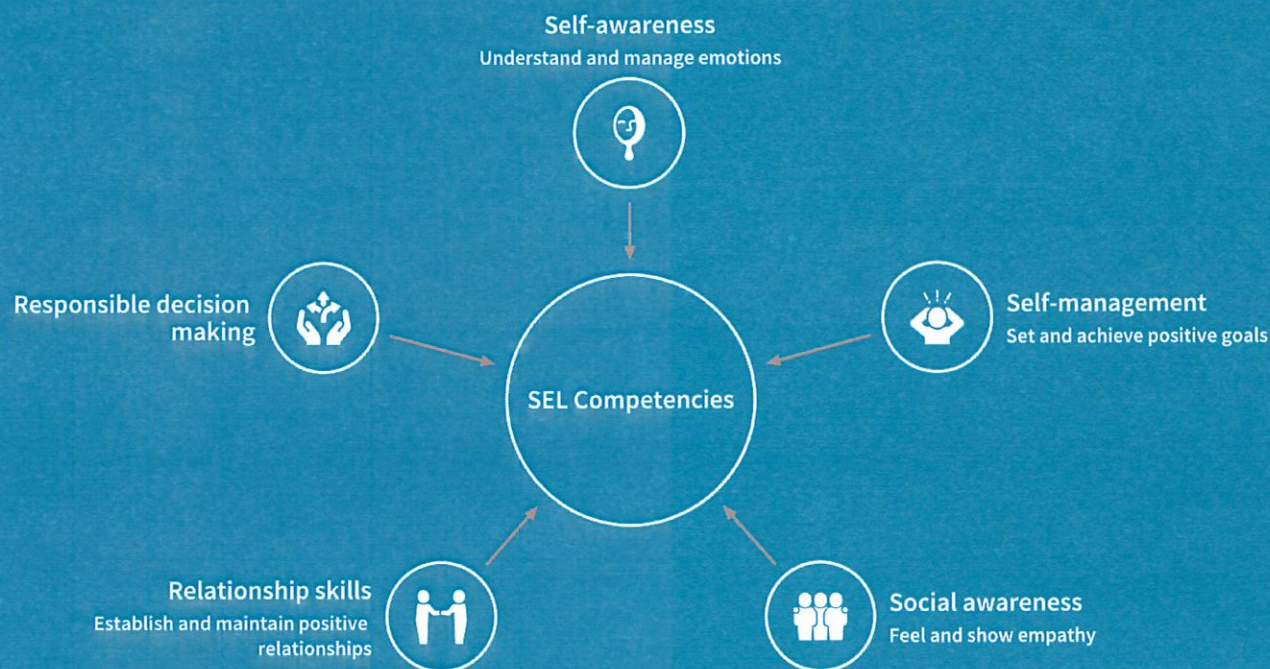 Self-awareness
Understand and manage emotions
Responsible decision
making
Self-management
Set and achieve positive goals
SEL Competencies
Relationship skills
Establish and maintain positive
relationships
Social awareness
Feel and show empathy